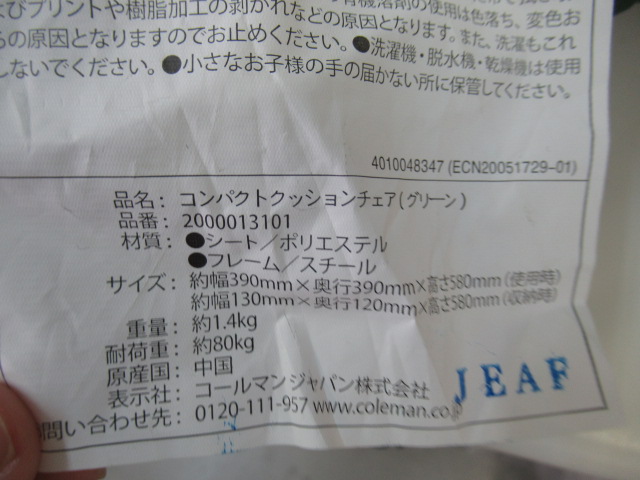 よびプリントや樹脂加工の剥がれなどの原因となります。また、洗濯もこれ
らの原因となりますのでお止めください。●洗濯機・脱水機・乾燥機は使用
しないでください。●小さなお子様の手の届かない所に保管してください。
4010048347 (ECN20051729-01)
品名：コンパクトクッションチェア(グリーン)
品番：2000013101
材質：●シート／ポリエステル
●フレーム／スチール
サイズ：約幅390mm×奥行390mm×高さ580mm（使用時）
約幅130mm×奥行120mm×高さ580mm（収納時）
重量：約1.4kg
耐荷重：約80kg
原産国：中国
表示社：コールマンジャパン株式会社
問い合わせ先：0120-111-957 www.coleman.co.jp
JEAF